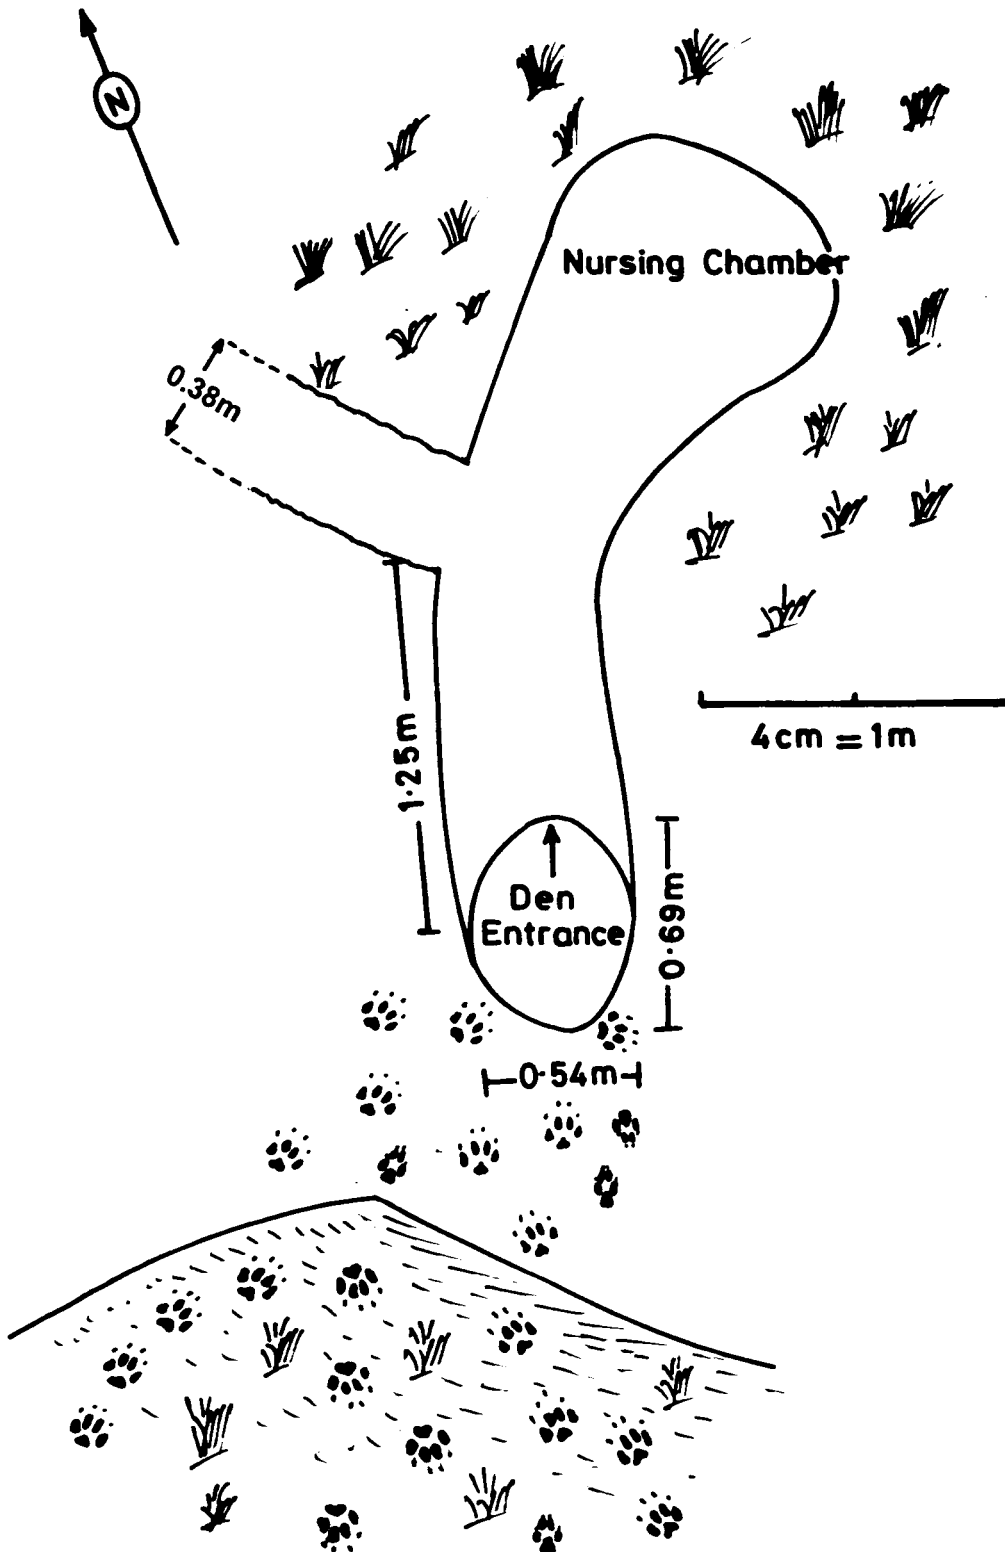 N
Nursing Chamber
0.38m
4cm = 1m
1·25m
Den
Entrance
0·69m
0·54m